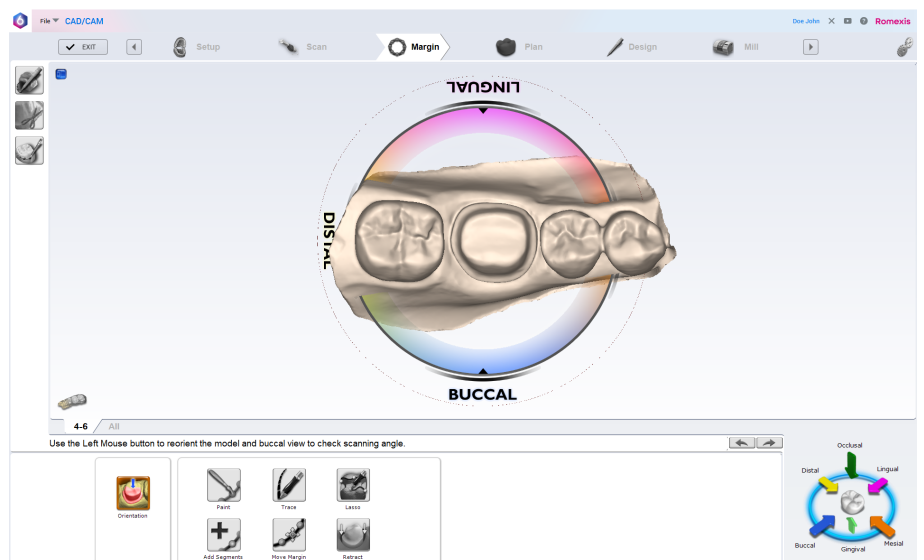 File CAD/CAM
Doe John
Romexis
EXIT
Setup
Scan
Margin
Plan
Design
Mill
LINGUAL
DISTAL
BUCCAL
4-6
All
Use the Left Mouse button to reorient the model and buccal view to check scanning angle.
Orientation
Paint
Trace
Lasso
Add Segments
Move Margin
Retract
Occlusal
Distal
Lingual
Buccal
Gingival
Mesial